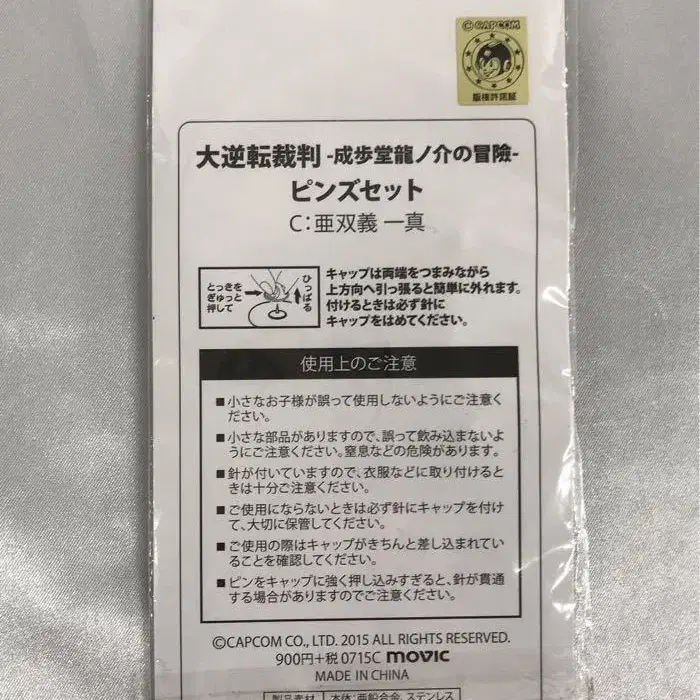 ©CAPCOM
版権許諾証
大逆転裁判 -成歩堂龍ノ介の冒險-
ピンズセット
C:亜双義 一真
とっきを
ぎゅっと
押して
ひっぱる
キャップは両端をつまみながら
上方向へ引っ張ると簡単に外れます。
付けるときは必ず針に
キャップをはめてください。
使用上のご注意
■小さなお子様が誤って使用しないようにご注意く
ださい。
■小さな部品がありますので、誤って飲み込まないよ
うにご注意ください。窒息などの危険があります。
■針が付いていますので、衣服などに取り付けると
きは十分ご注意ください。
■ご使用にならないときは必ず針にキャップを付け
て、大切に保管してください。
■ご使用の際はキャップがきちんと差し込まれてい
ることを確認してください。
■ピンをキャップに強く押し込みすぎると、針が貫通
する場合がありますのでご注意ください。
©CAPCOM CO., LTD. 2015 ALL RIGHTS RESERVED.
900円+税 0715C movic
MADE IN CHINA
製品素材 本体:亜鉛合金、ステンレス